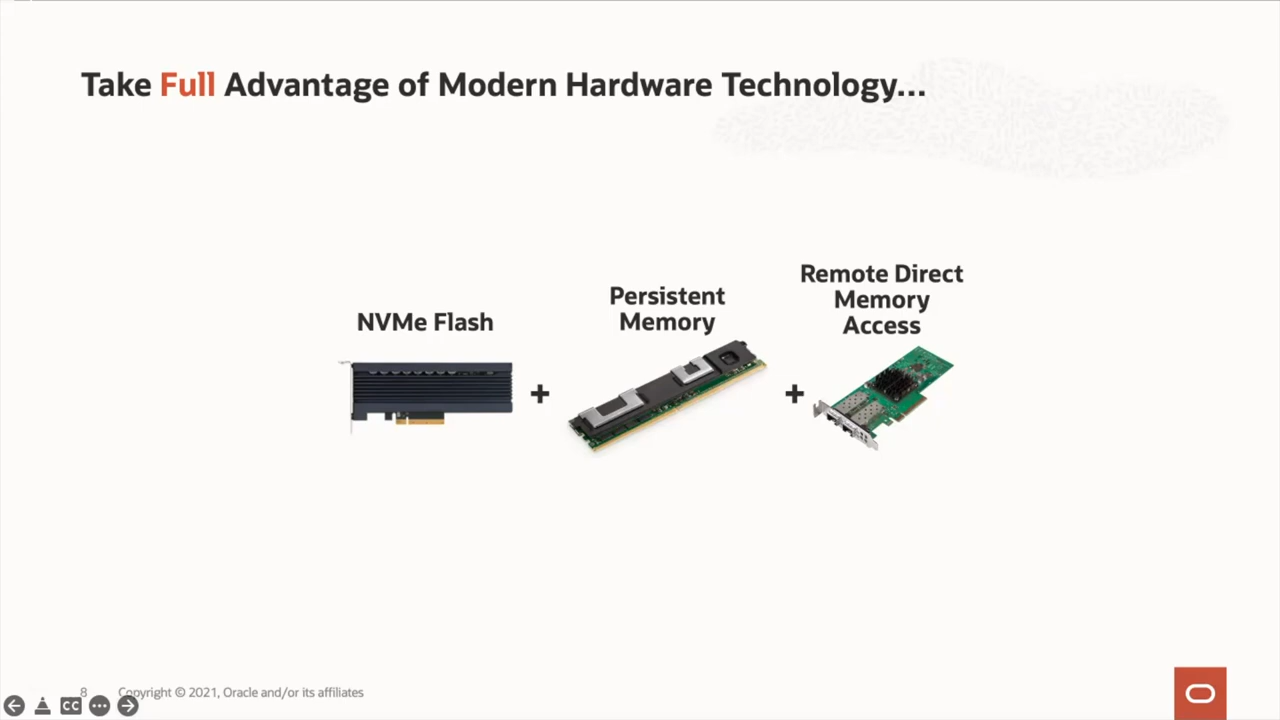 Take Full Advantage of Modern Hardware Technology...
NVMe Flash
+
Persistent
Memory
+
Remote Direct
Memory
Access
8
Copyright © 2021, Oracle and/or its affiliates
CC